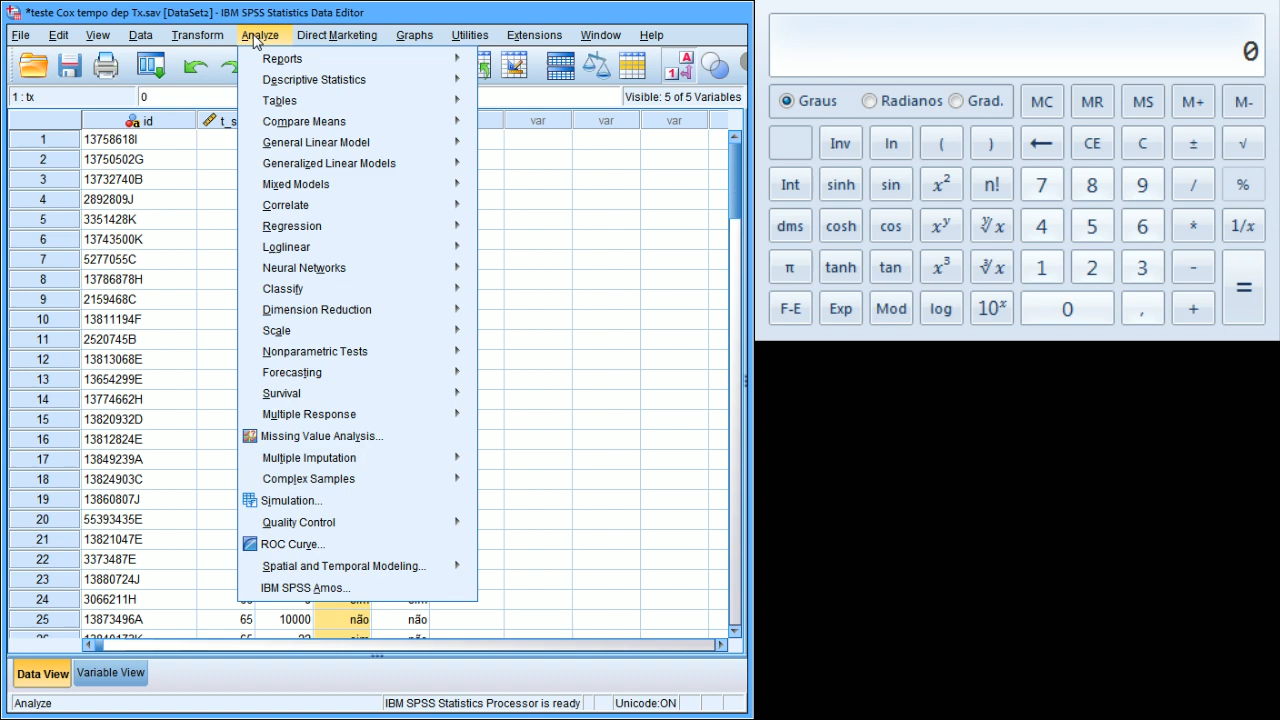 *teste Cox tempo dep Tx.sav [DataSet2] - IBM SPSS Statistics Data Editor
File Edit View Data Transform Analyze Direct Marketing Graphs Utilities Extensions Window Help
1 : tx 0 Visible: 5 of 5 Variables
id t_s var var var
1 13758618I
2 13750502G
3 13732740B
4 2892809J
5 3351428K
6 13743500K
7 5277055C
8 13786878H
9 2159468C
10 13811194F
11 2520745B
12 13813068E
13 13654299E
14 13774662H
15 13820932D
16 13812824E
17 13849239A
18 13824903C
19 13860807J
20 55393435E
21 13821047E
22 3373487E
23 13880724J
24 3066211H
25 13873496A 65 10000 não não
Reports
Descriptive Statistics
Tables
Compare Means
General Linear Model
Generalized Linear Models
Mixed Models
Correlate
Regression
Loglinear
Neural Networks
Classify
Dimension Reduction
Scale
Nonparametric Tests
Forecasting
Survival
Multiple Response
Missing Value Analysis...
Multiple Imputation
Complex Samples
Simulation...
Quality Control
ROC Curve...
Spatial and Temporal Modeling...
IBM SPSS Amos...
Data View Variable View
Analyze IBM SPSS Statistics Processor is ready Unicode:ON
0
Graus Radianos Grad. MC MR MS M+ M-
Inv ln ( ) ← CE C ± √
Int sinh sin x² n! 7 8 9 / %
dms cosh cos xʸ ʸ√x 4 5 6 * 1/x
π tanh tan x³ ³√x 1 2 3 - =
F-E Exp Mod log 10ˣ 0 , +